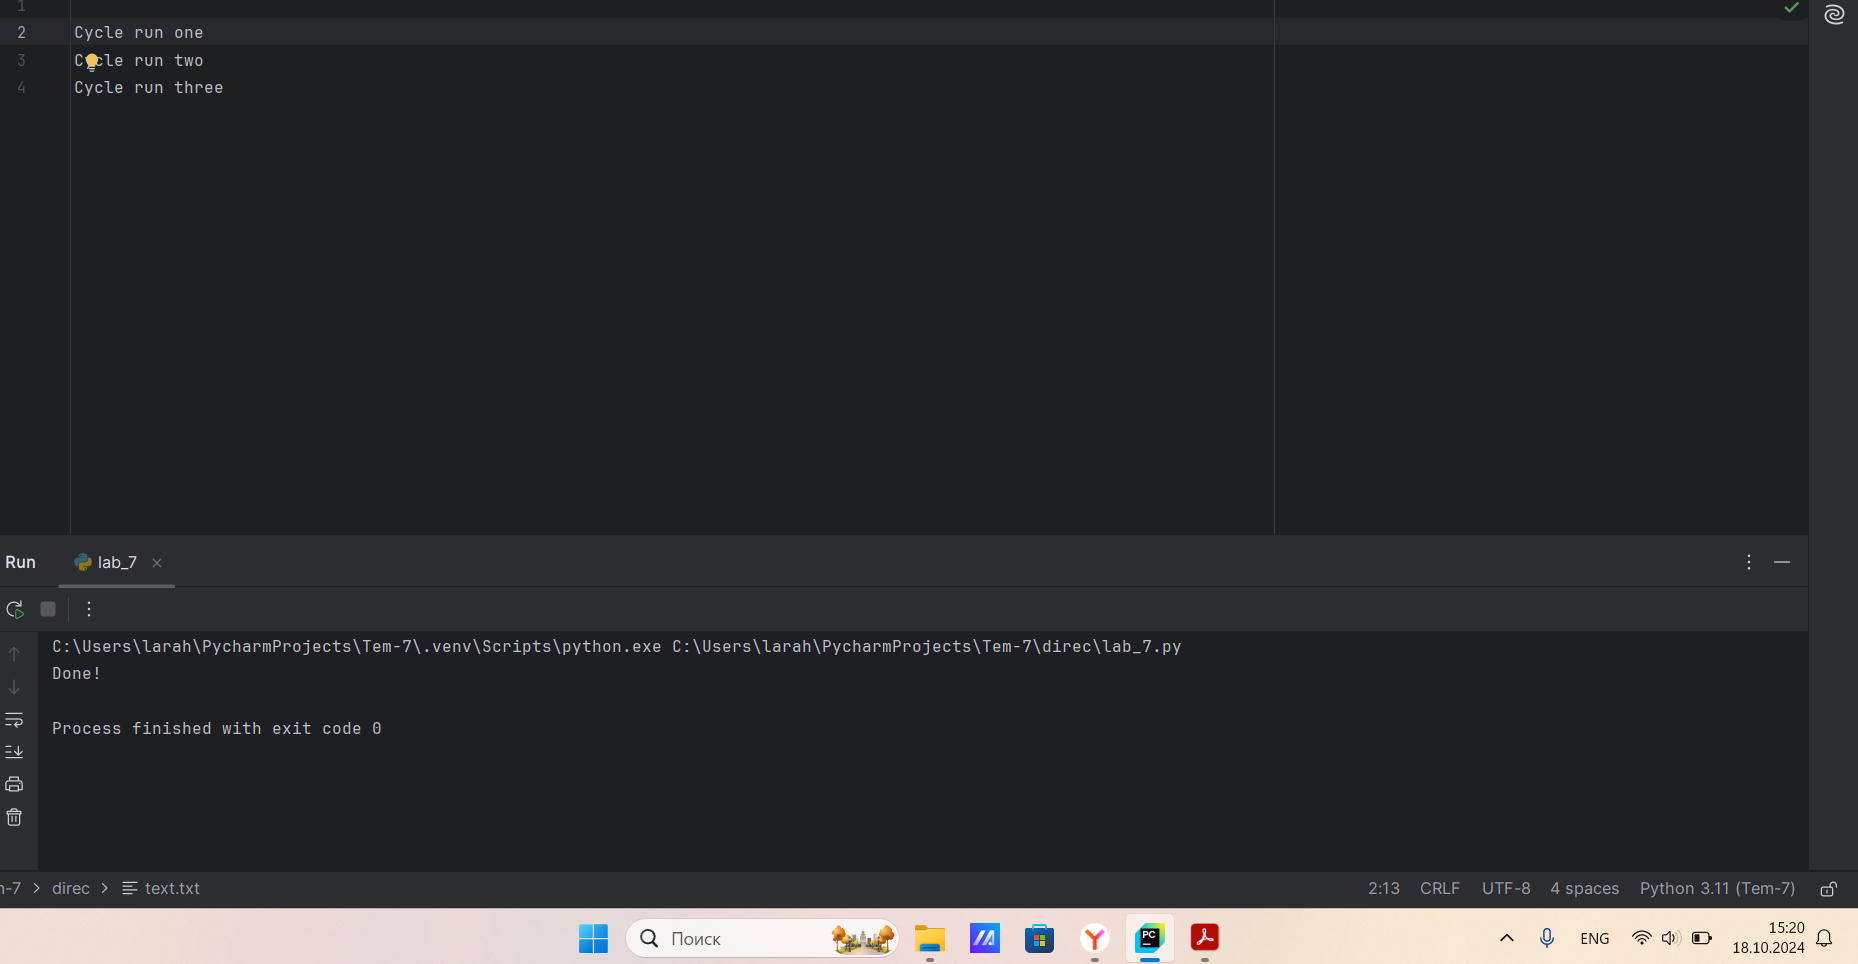 1
2 Cycle run one
3 Cycle run two
4 Cycle run three
Run lab_7
C:\Users\larah\PycharmProjects\Tem-7\.venv\Scripts\python.exe C:\Users\larah\PycharmProjects\Tem-7\direc\lab_7.py
Done!
Process finished with exit code 0
-7 > direc > text.txt 2:13 CRLF UTF-8 4 spaces Python 3.11 (Tem-7)
Поиск PC ENG 15:20
18.10.2024